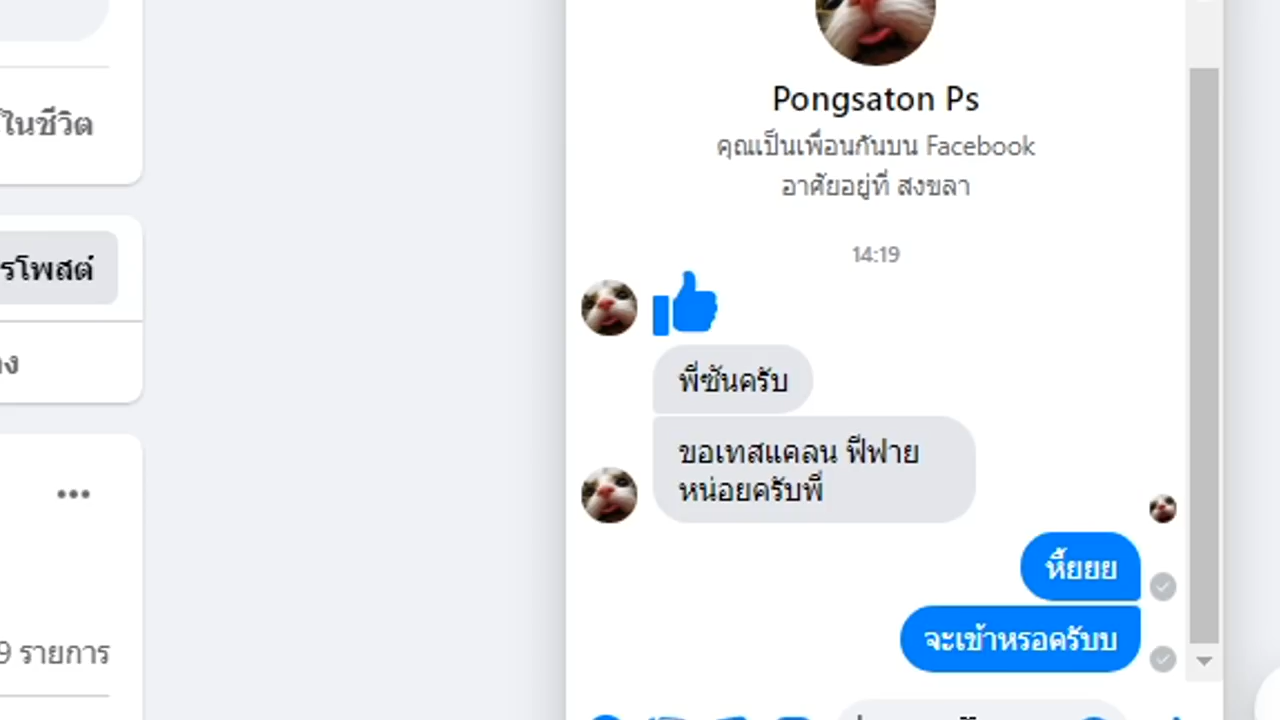 ในชีวิต
รโพสต์
9 รายการ
Pongsaton Ps
คุณเป็นเพื่อนกันบน Facebook
อาศัยอยู่ที่ สงขลา
14:19
พี่ซันครับ
ขอเทสแคลน ฟีฟาย
หน่อยครับพี่
หี้ยยย
จะเข้าหรอครับบ